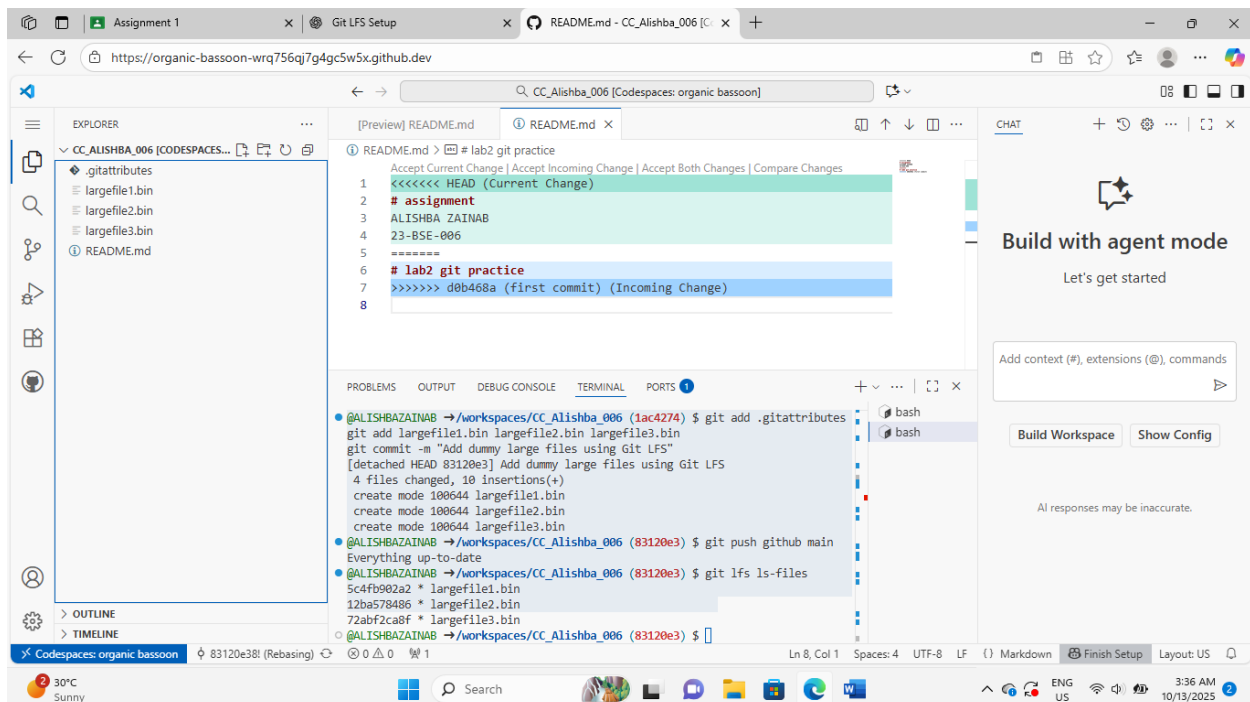 Assignment 1
Git LFS Setup
README.md - CC_Alishba_006 [C
https://organic-bassoon-wrq756qj7g4gc5w5x.github.dev
CC_Alishba_006 [Codespaces: organic bassoon]
EXPLORER
CC_ALISHBA_006 [CODESPACES...
.gitattributes
largefile1.bin
largefile2.bin
largefile3.bin
README.md
OUTLINE
TIMELINE
[Preview] README.md
README.md
README.md > # lab2 git practice
Accept Current Change | Accept Incoming Change | Accept Both Changes | Compare Changes
1 <<<<<<< HEAD (Current Change)
2 # assignment
3 ALISHBA ZAINAB
4 23-BSE-006
5 =======
6 # lab2 git practice
7 >>>>>>> d0b468a (first commit) (Incoming Change)
8
PROBLEMS OUTPUT DEBUG CONSOLE TERMINAL PORTS 1
@ALISHBAZAINAB →/workspaces/CC_Alishba_006 (1ac4274) $ git add .gitattributes
git add largefile1.bin largefile2.bin largefile3.bin
git commit -m "Add dummy large files using Git LFS"
[detached HEAD 83120e3] Add dummy large files using Git LFS
4 files changed, 10 insertions(+)
create mode 100644 largefile1.bin
create mode 100644 largefile2.bin
create mode 100644 largefile3.bin
@ALISHBAZAINAB →/workspaces/CC_Alishba_006 (83120e3) $ git push github main
Everything up-to-date
@ALISHBAZAINAB →/workspaces/CC_Alishba_006 (83120e3) $ git lfs ls-files
5c4fb902a2 * largefile1.bin
12ba578486 * largefile2.bin
72abf2ca8f * largefile3.bin
@ALISHBAZAINAB →/workspaces/CC_Alishba_006 (83120e3) $
bash
bash
CHAT
Build with agent mode
Let's get started
Add context (#), extensions (@), commands
Build Workspace
Show Config
AI responses may be inaccurate.
Codespaces: organic bassoon 83120e38! (Rebasing) 0 0 1 Ln 8, Col 1 Spaces: 4 UTF-8 LF {} Markdown Finish Setup Layout: US
2
30°C
Sunny
Search
ENG
US
3:36 AM
10/13/2025
2